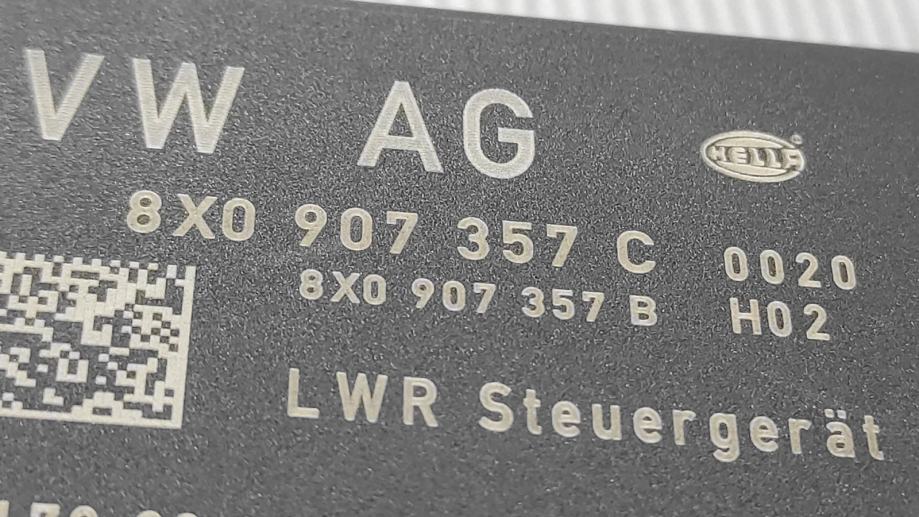 VW AG HELLA
8X0 907 357 C 0020
8X0 907 357 B H02
LWR Steuergerät